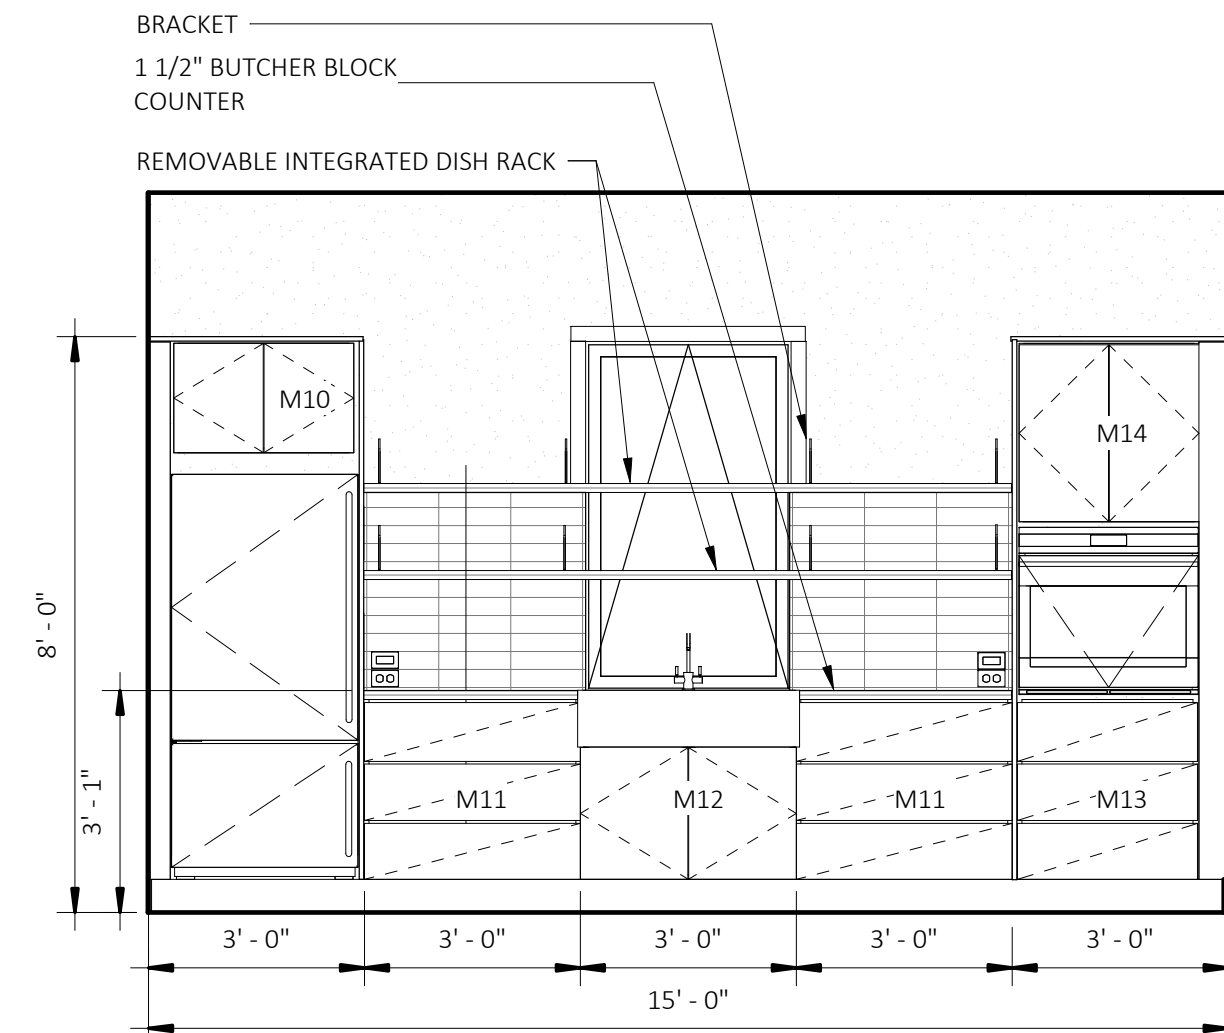 BRACKET
1 1/2" BUTCHER BLOCK
COUNTER
REMOVABLE INTEGRATED DISH RACK
M10
M14
8' - 0"
3' - 1"
M11
M12
M11
M13
3' - 0"
3' - 0"
3' - 0"
3' - 0"
3' - 0"
15' - 0"